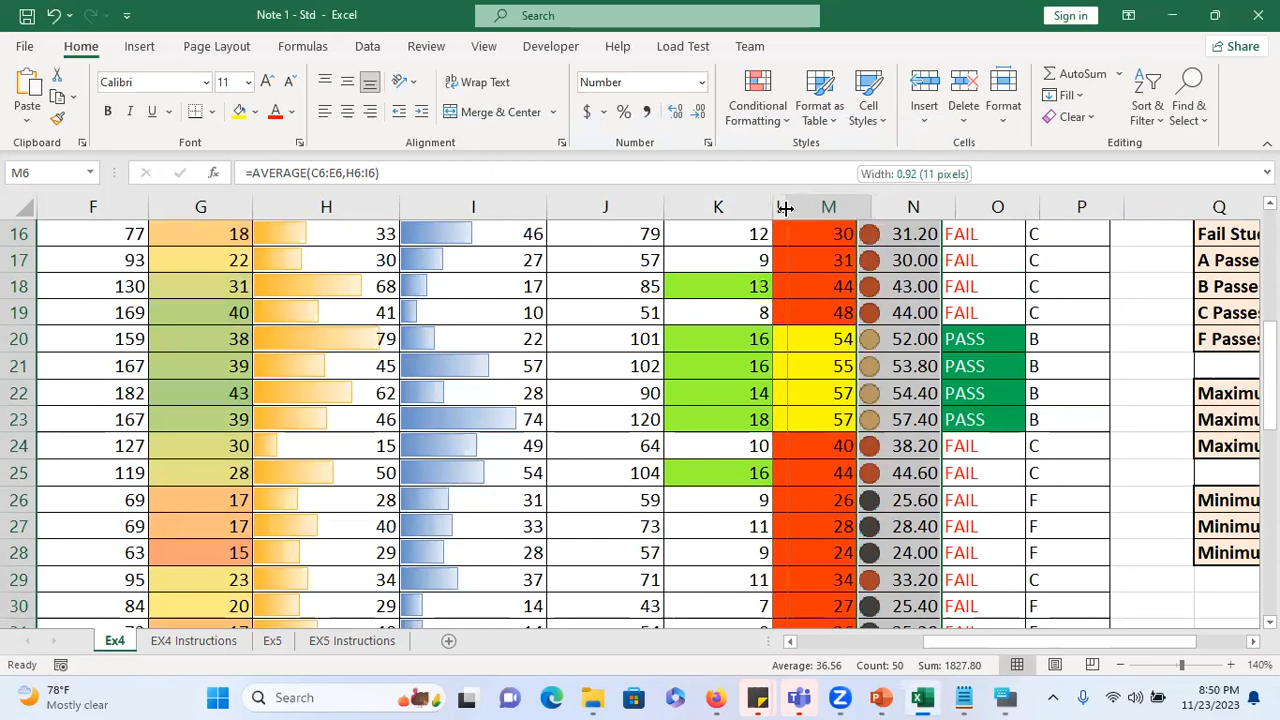 Note 1 - Std - Excel
Search
Sign in
File Home Insert Page Layout Formulas Data Review View Developer Help Load Test Team
Share
Calibri 11 A A Wrap Text Number AutoSum
Paste B I U A Merge & Center $ % Conditional Formatting Format as Table Cell Styles Insert Delete Format Fill Clear Sort & Filter Find & Select
Clipboard Font Alignment Number Styles Cells Editing
M6 fx =AVERAGE(C6:E6,H6:I6) Width: 0.92 (11 pixels)
F G H I J K M N O P Q
16 77 18 33 46 79 12 30 31.20 FAIL C Fail Stu
17 93 22 30 27 57 9 31 30.00 FAIL C A Passe
18 130 31 68 17 85 13 44 43.00 FAIL C B Passe
19 169 40 41 10 51 8 48 44.00 FAIL C C Passe
20 159 38 79 22 101 16 54 52.00 PASS B F Passes
21 167 39 45 57 102 16 55 53.80 PASS B
22 182 43 62 28 90 14 57 54.40 PASS B Maximu
23 167 39 46 74 120 18 57 57.40 PASS B Maximu
24 127 30 15 49 64 10 40 38.20 FAIL C Maximu
25 119 28 50 54 104 16 44 44.60 FAIL C
26 69 17 28 31 59 9 26 25.60 FAIL F Minimu
27 69 17 40 33 73 11 28 28.40 FAIL F Minimu
28 63 15 29 28 57 9 24 24.00 FAIL F Minimu
29 95 23 34 37 71 11 34 33.20 FAIL C
30 84 20 29 14 43 7 27 25.40 FAIL F
Ex4 EX4 Instructions Ex5 EX5 Instructions
Ready Average: 36.56 Count: 50 Sum: 1827.80 140%
78°F
Mostly clear
Search
8:50 PM
11/23/2023